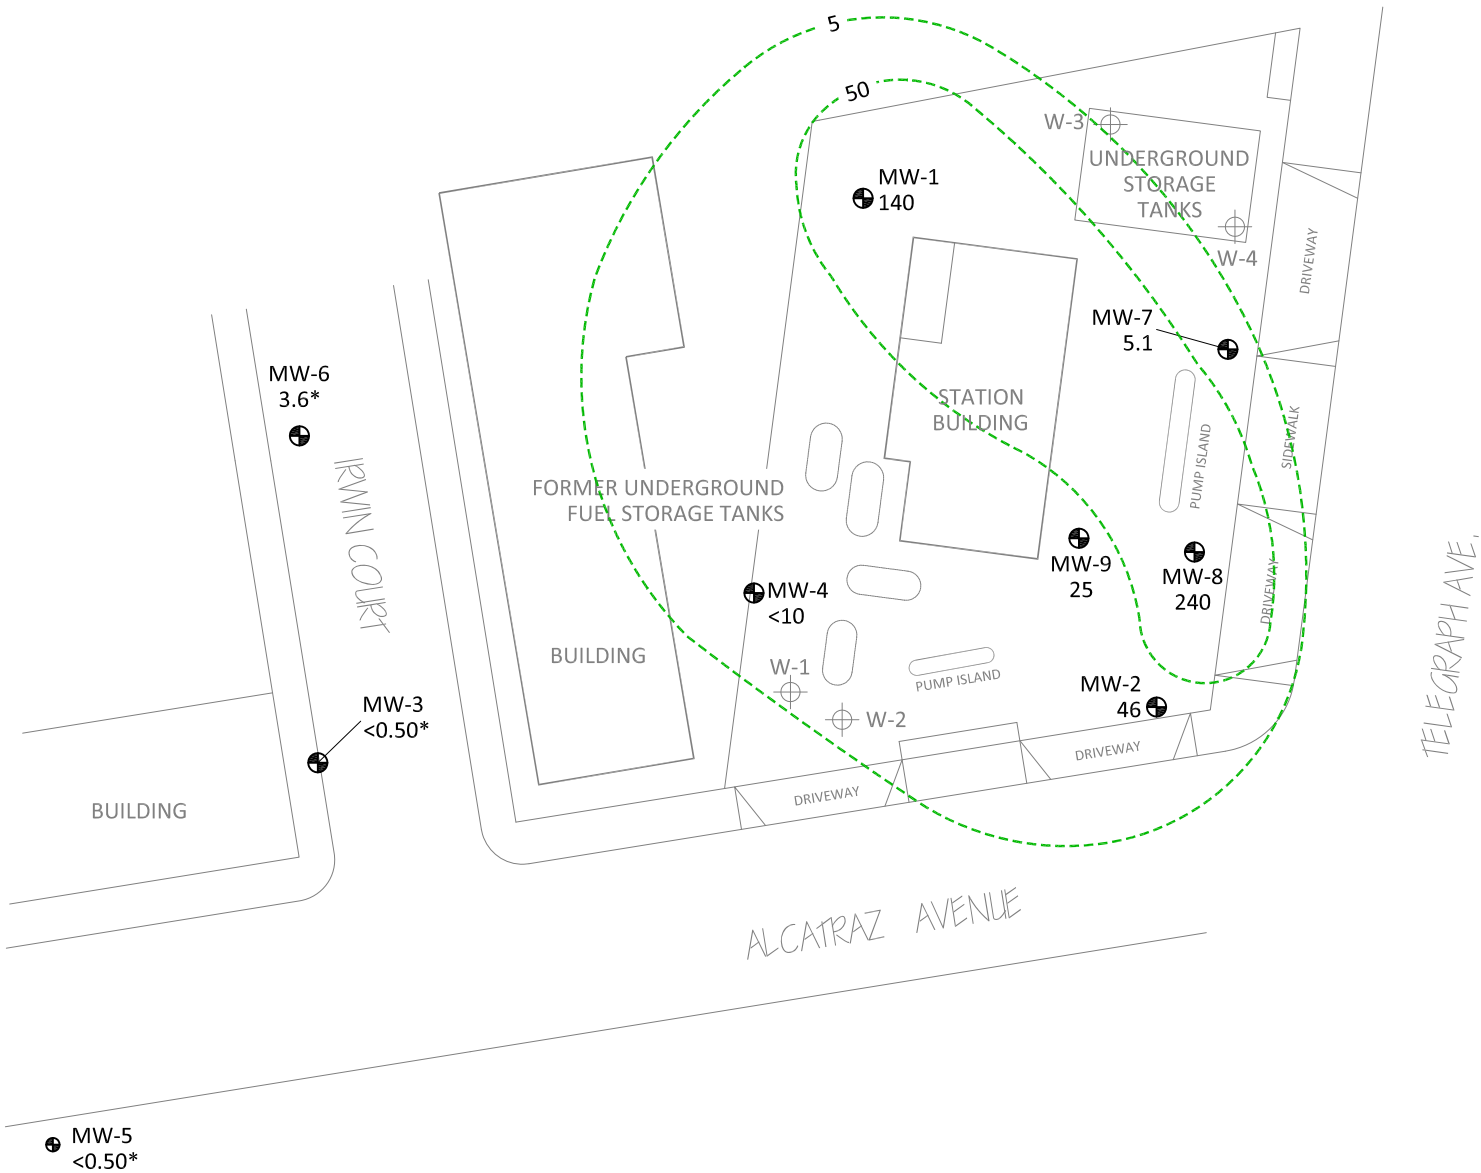 5
50
W-3
UNDERGROUND
STORAGE
TANKS
MW-1
140
W-4
DRIVEWAY
MW-7
5.1
MW-6
3.6*
STATION
BUILDING
SIDEWALK
PUMP ISLAND
IRWIN COURT
FORMER UNDERGROUND
FUEL STORAGE TANKS
MW-9
25
MW-8
240
DRIVEWAY
TELEGRAPH AVE.
MW-4
<10
BUILDING
W-1
PUMP ISLAND
MW-2
46
W-2
MW-3
<0.50*
DRIVEWAY
DRIVEWAY
BUILDING
ALCATRAZ AVENUE
MW-5
<0.50*